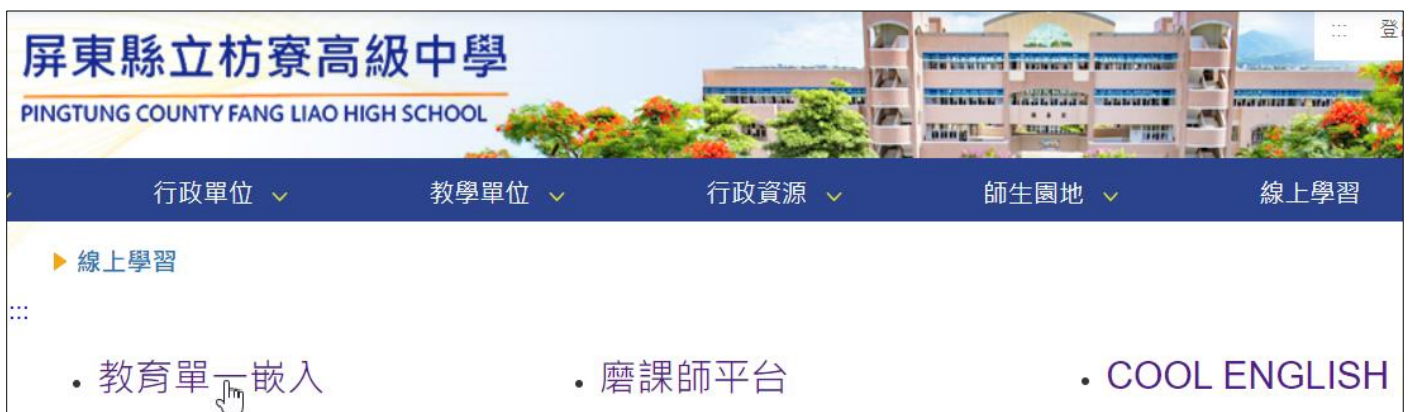 屏東縣立枋寮高級中學
PINGTUNG COUNTY FANG LIAO HIGH SCHOOL
::: 登
行政單位 教學單位 行政資源 師生園地 線上學習
線上學習
:::
• 教育單一嵌入 • 磨課師平台 • COOL ENGLISH